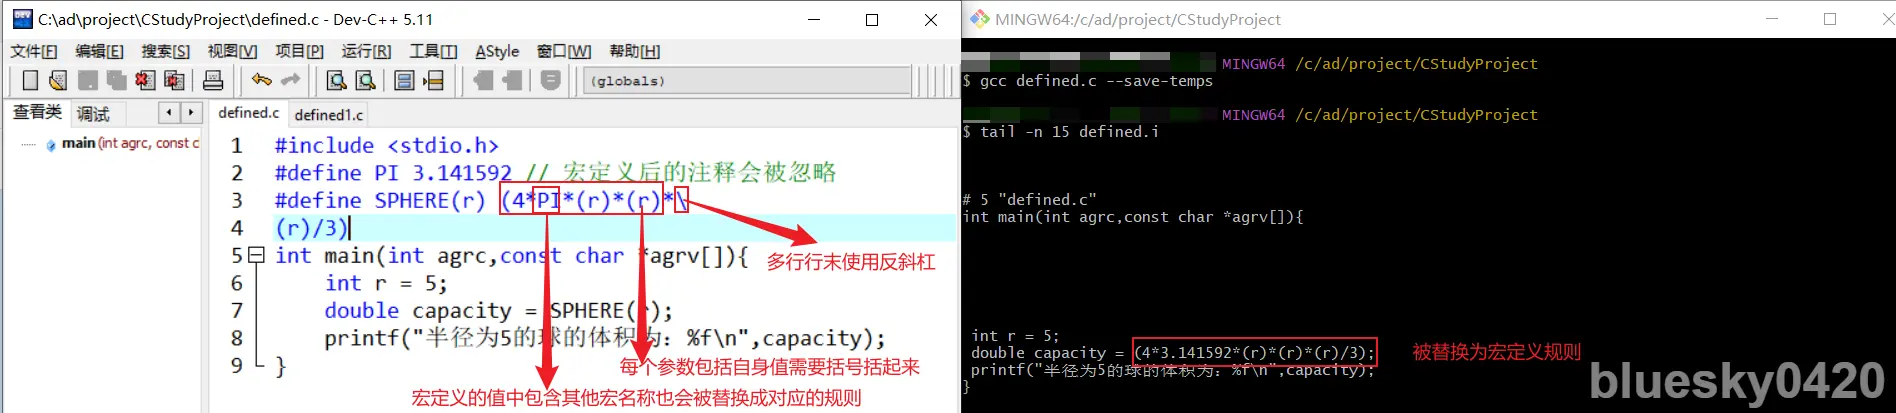 C:\ad\project\CStudyProject\defined.c - Dev-C++ 5.11
文件[F] 编辑[E] 搜索[S] 视图[V] 项目[P] 运行[R] 工具[T] AStyle 窗口[W] 帮助[H]
(globals)
查看类 调试
main (int agrc, const c
defined.c defined1.c
1 #include <stdio.h>
2 #define PI 3.141592 // 宏定义后的注释会被忽略
3 #define SPHERE(r) (4*PI*(r)*(r)*\
4 (r)/3)
5 int main(int agrc,const char *agrv[]){
多行行末使用反斜杠
6 int r = 5;
7 double capacity = SPHERE(r);
8 printf("半径为5的球的体积为: %f\n",capacity);
9 }
每个参数包括自身值需要括号括起来
宏定义的值中包含其他宏名称也会被替换成对应的规则
MINGW64:/c/ad/project/CStudyProject
MINGW64 /c/ad/project/CStudyProject
$ gcc defined.c --save-temps
MINGW64 /c/ad/project/CStudyProject
$ tail -n 15 defined.i
# 5 "defined.c"
int main(int agrc,const char *agrv[]){
int r = 5;
double capacity = (4*3.141592*(r)*(r)*(r)/3);
被替换为宏定义规则
printf("半径为5的球的体积为: %f\n",capacity);
}
bluesky0420